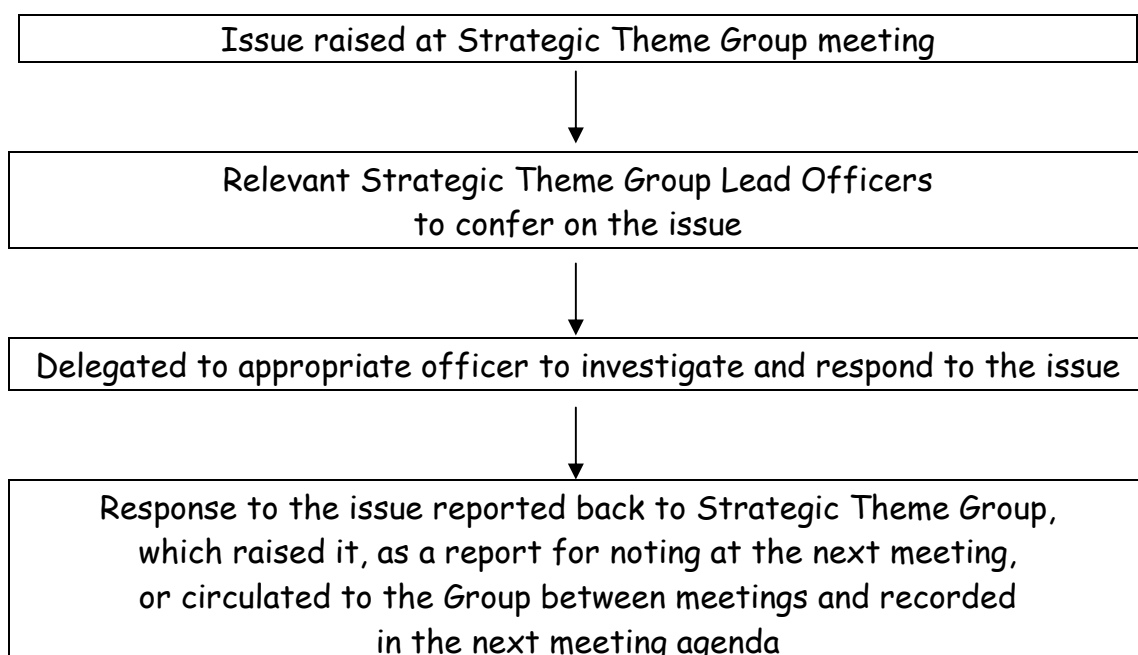 Issue raised at Strategic Theme Group meeting
Relevant Strategic Theme Group Lead Officers
to confer on the issue
Delegated to appropriate officer to investigate and respond to the issue
Response to the issue reported back to Strategic Theme Group,
which raised it, as a report for noting at the next meeting,
or circulated to the Group between meetings and recorded
in the next meeting agenda